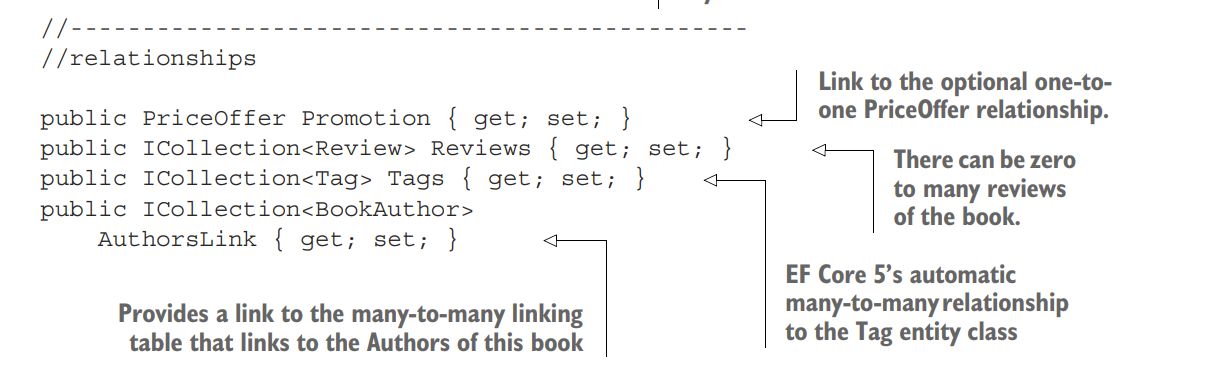 //-----------------------------------------------
//relationships
public PriceOffer Promotion { get; set; }
public ICollection<Review> Reviews { get; set; }
public ICollection<Tag> Tags { get; set; }
public ICollection<BookAuthor>
AuthorsLink { get; set; }
Link to the optional one-to-
one PriceOffer relationship.
There can be zero
to many reviews
of the book.
EF Core 5's automatic
many-to-many relationship
to the Tag entity class
Provides a link to the many-to-many linking
table that links to the Authors of this book